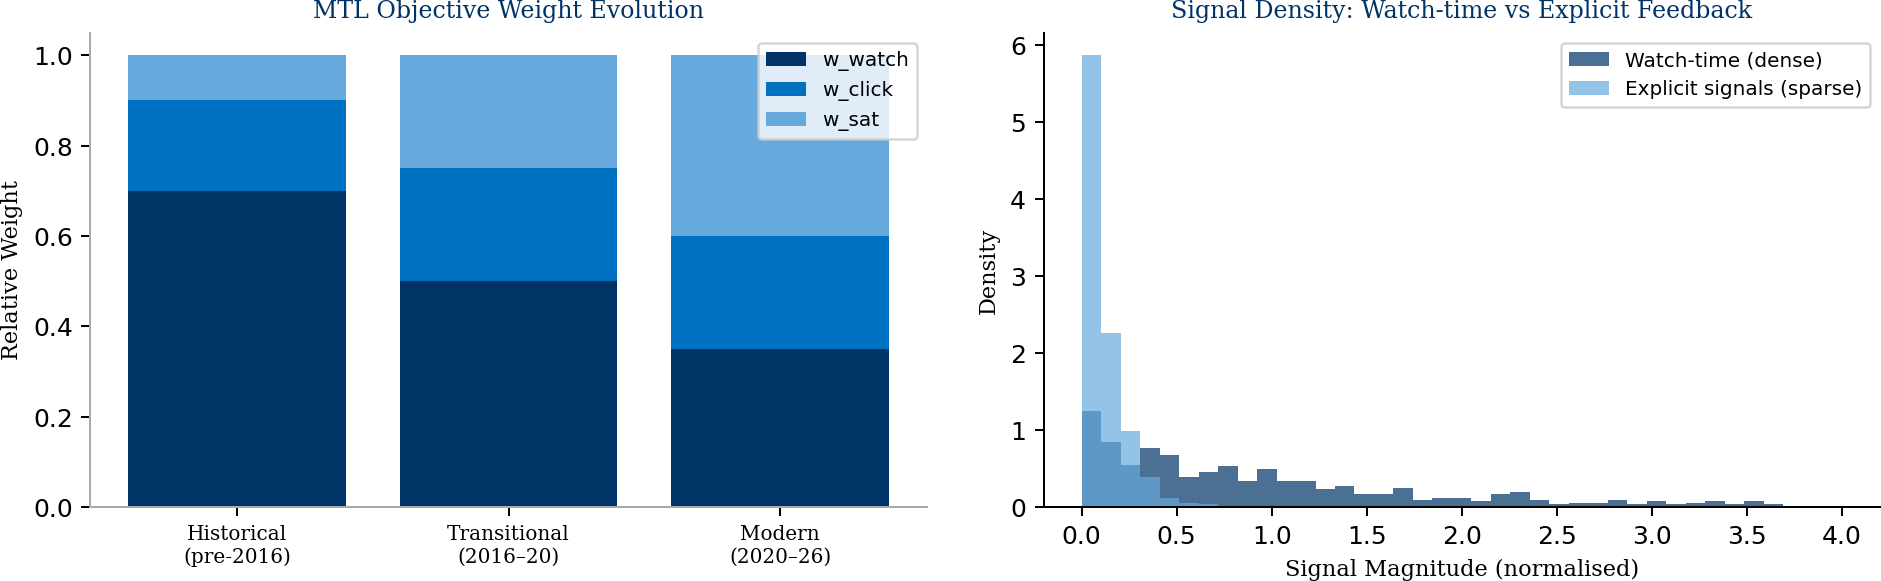 MTL Objective Weight Evolution
Relative Weight
1.0
0.8
0.6
0.4
0.2
0.0
w_watch
w_click
w_sat
Historical
(pre-2016)
Transitional
(2016–20)
Modern
(2020–26)
Signal Density: Watch-time vs Explicit Feedback
Density
6
5
4
3
2
1
0
Watch-time (dense)
Explicit signals (sparse)
0.0 0.5 1.0 1.5 2.0 2.5 3.0 3.5 4.0
Signal Magnitude (normalised)